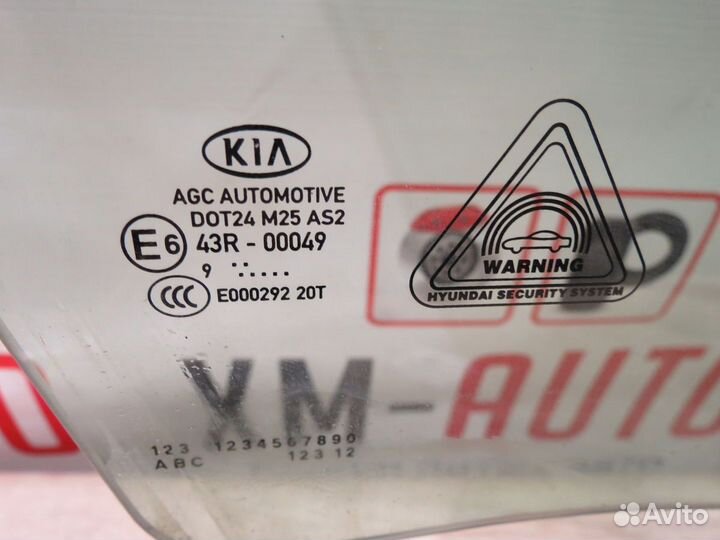 KIA
AGC AUTOMOTIVE
DOT24 M25 AS2
E6 43R - 00049
9 ∵.....
CCC E000292 20T
WARNING
HYUNDAI SECURITY SYSTEM
XM-AUTO
123 1234567890
ABC 123 12
Avito